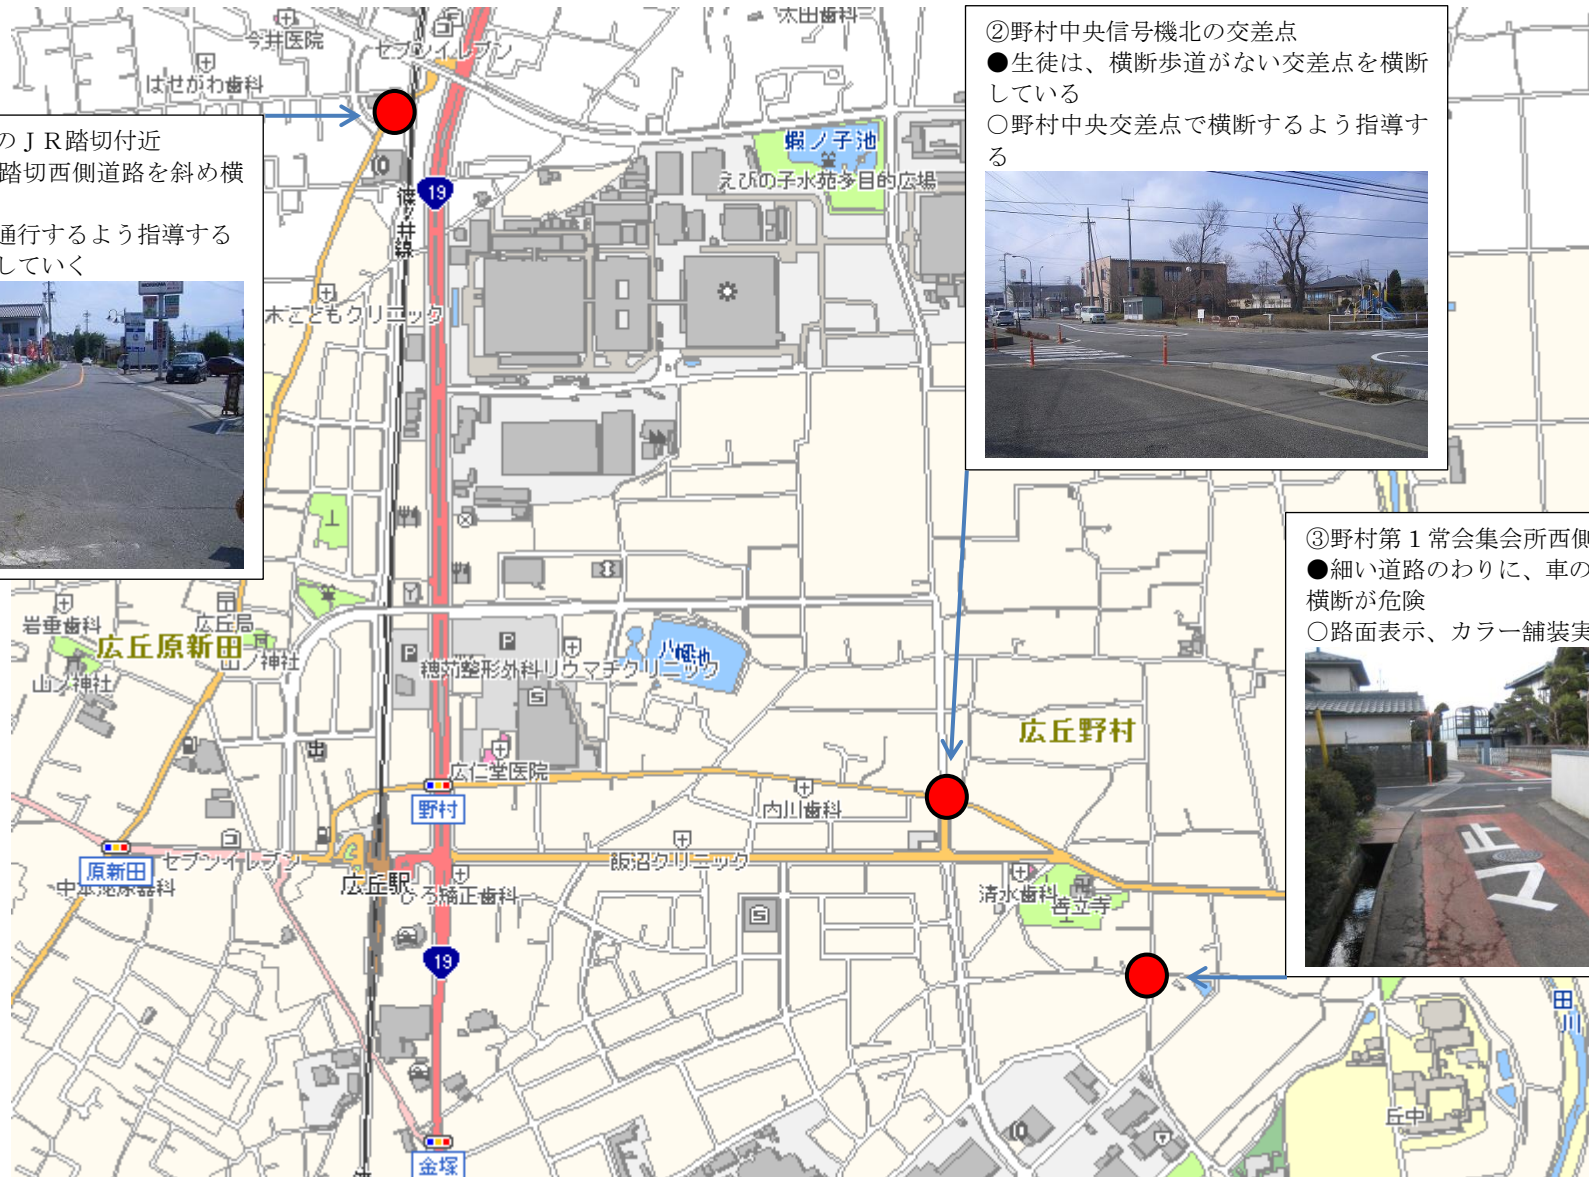 ②野村中央信号機北の交差点
●生徒は、横断歩道がない交差点を横断
している
○野村中央交差点で横断するよう指導す
る
のＪＲ踏切付近
踏切西側道路を斜め横
通行するよう指導する
していく
③野村第１常会集会所西側
●細い道路のわりに、車の
横断が危険
○路面表示、カラー舗装実
太田歯科
今井医院
セブンイレブン
はせがわ歯科
蝦ノ子池
えびの子水苑多目的広場
19
篠ノ井線
木こどもクリニック
岩垂歯科
広丘局
広丘原新田
山ノ神社
山ノ神社
穂苅整形外科リウマチクリニック
八幡池
広丘野村
広仁堂医院
野村
内川歯科
原新田
セブンイレブン
飯沼クリニック
広丘駅
ひろ矯正歯科
清水歯科
善立寺
19
田川
丘中
金塚
トマレ